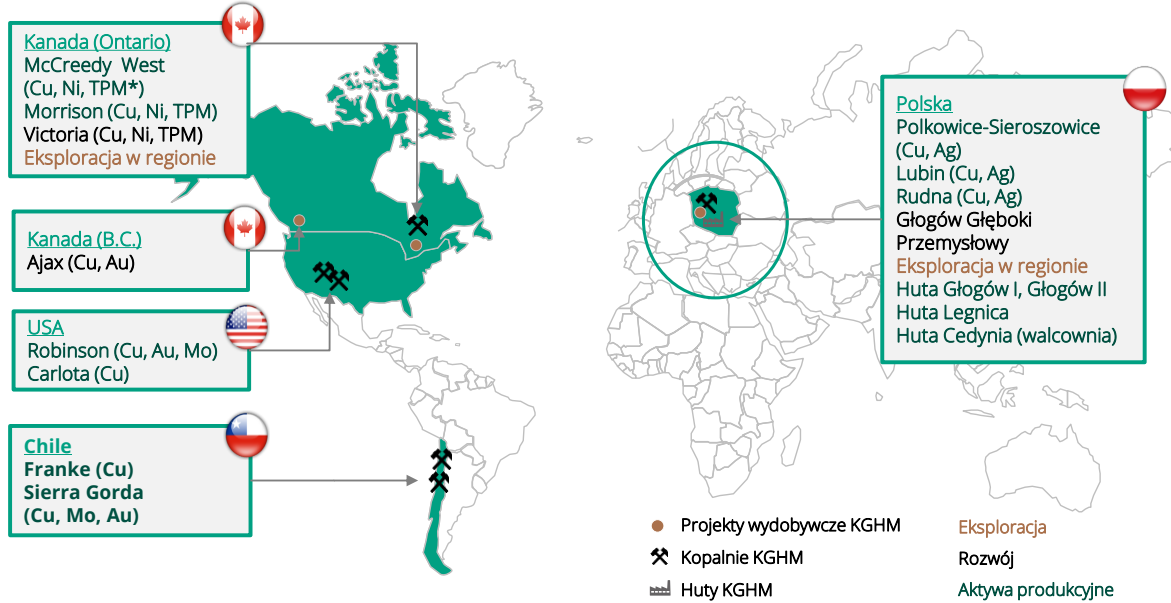 Kanada (Ontario)
McCreedy West
(Cu, Ni, TPM*)
Morrison (Cu, Ni, TPM)
Victoria (Cu, Ni, TPM)
Eksploracja w regionie
Kanada (B.C.)
Ajax (Cu, Au)
USA
Robinson (Cu, Au, Mo)
Carlota (Cu)
Chile
Franke (Cu)
Sierra Gorda
(Cu, Mo, Au)
Polska
Polkowice-Sieroszowice
(Cu, Ag)
Lubin (Cu, Ag)
Rudna (Cu, Ag)
Głogów Głęboki
Przemysłowy
Eksploracja w regionie
Huta Głogów I, Głogów II
Huta Legnica
Huta Cedynia (walcownia)
Projekty wydobywcze KGHM
Kopalnie KGHM
Huty KGHM
Eksploracja
Rozwój
Aktywa produkcyjne